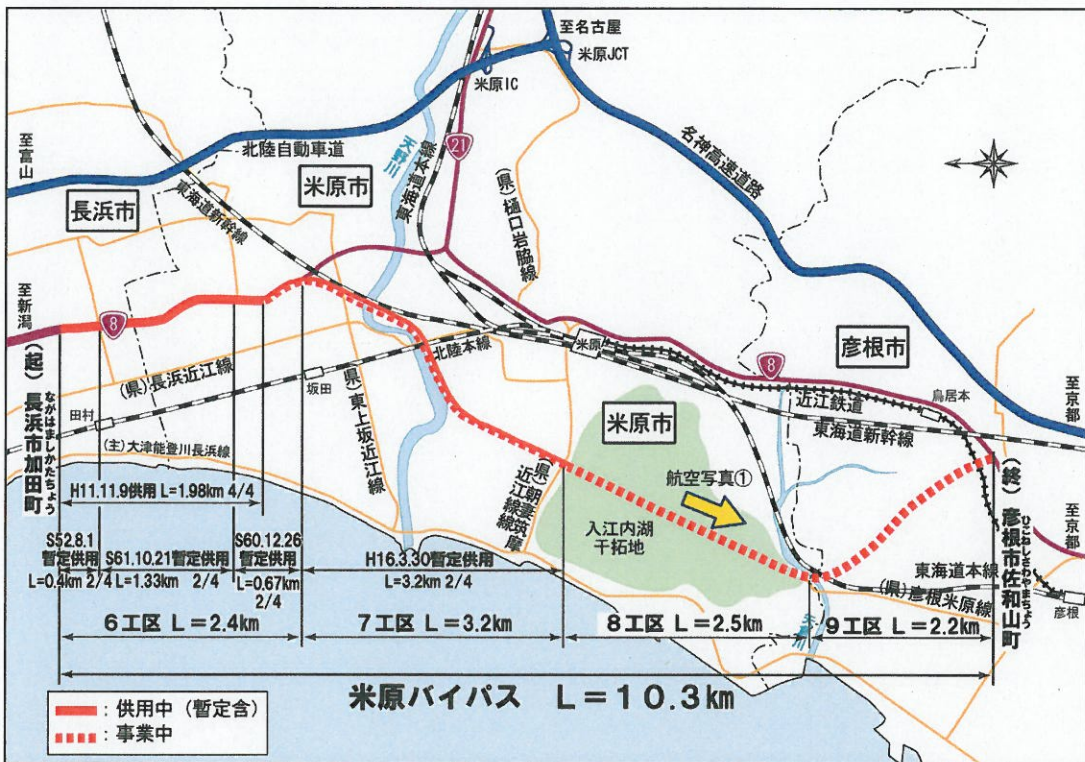 至名古屋
米原JCT
米原IC
至富山
北陸自動車道
天野川
東海道本線
21
名神高速道路
長浜市
東海道新幹線
米原市
(県)樋口岩脇線
至新潟
8
北陸本線
米原
8
彦根市
(起)長浜市加田町
ながはましかたちょう
(県)長浜近江線
田村
坂田
(県)東上坂近江線
(主)大津能登川長浜線
近江鉄道
鳥居本
東海道新幹線
至京都
米原市
航空写真①
入江内湖
干拓地
(県)朝妻筑摩
近江線
(終)彦根市佐和山町
ひこねしさわやまちょう
至京都
東海道本線
(県)彦根米原線
彦根
H11.11.9供用 L=1.98km 4/4
S52.8.1
暫定供用
L=0.4km 2/4
S61.10.21暫定供用
L=1.33km 2/4
S60.12.26
暫定供用
L=0.67km
2/4
H16.3.30暫定供用
L=3.2km 2/4
6工区 L=2.4km
7工区 L=3.2km
8工区 L=2.5km
9工区 L=2.2km
米原バイパス L=10.3km
:供用中(暫定含)
:事業中